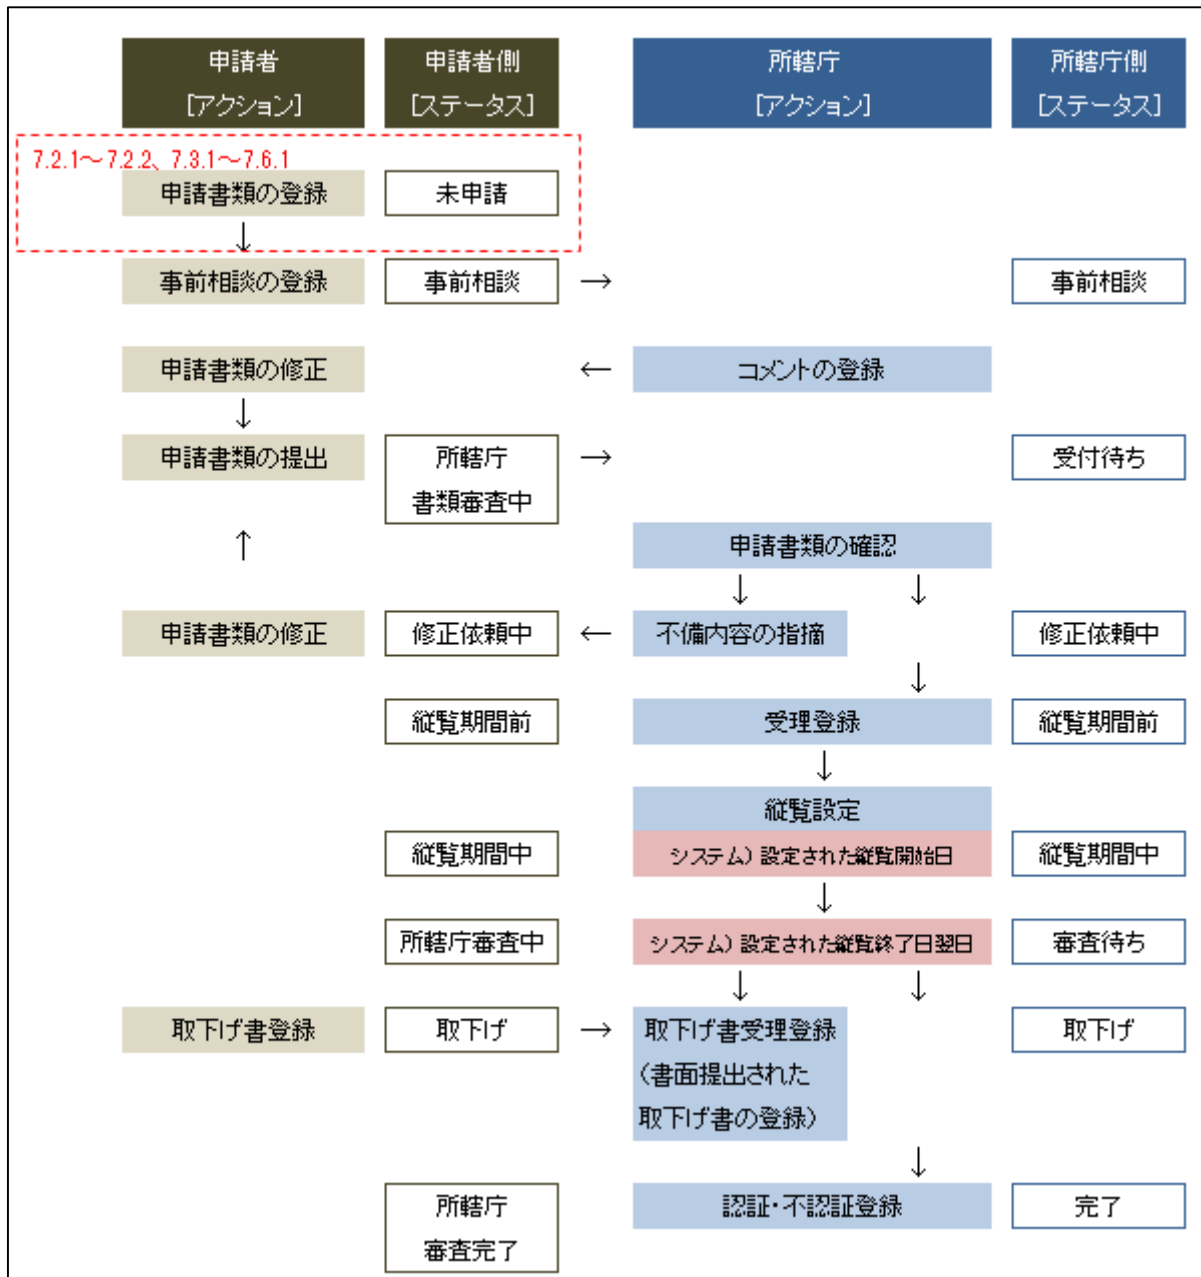 申請者
[アクション]
申請者側
[ステータス]
所轄庁
[アクション]
所轄庁側
[ステータス]
7.2.1～7.2.2、7.3.1～7.6.1
申請書類の登録
未申請
↓
事前相談の登録
事前相談
→
事前相談
申請書類の修正
←
コメントの登録
↓
申請書類の提出
所轄庁
書類審査中
→
受付待ち
↑
申請書類の確認
↓
↓
申請書類の修正
修正依頼中
←
不備内容の指摘
修正依頼中
↓
縦覧期間前
受理登録
縦覧期間前
↓
縦覧設定
縦覧期間中
システム）設定された縦覧開始日
縦覧期間中
↓
所轄庁審査中
システム）設定された縦覧終了日翌日
審査待ち
↓
↓
取下げ書登録
取下げ
→
取下げ書受理登録
（書面提出された
取下げ書の登録）
取下げ
↓
所轄庁
審査完了
認証・不認証登録
完了